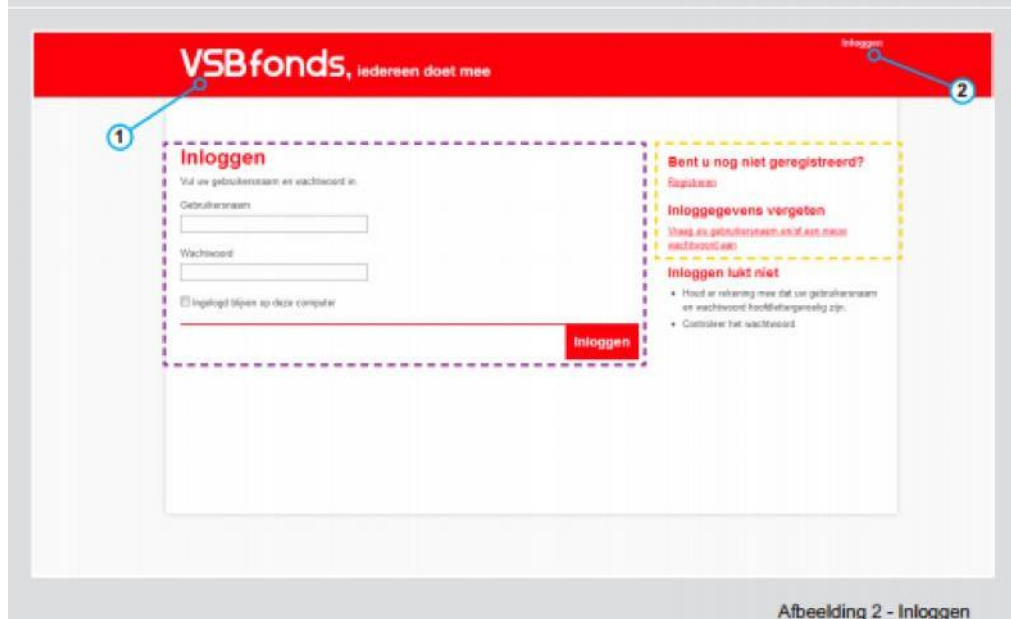 Inloggen
VSBfonds, iedereen doet mee
2
1
Inloggen
Vul uw gebruikersnaam en wachtwoord in.
Gebruikersnaam
Wachtwoord
Ingelogd blijven op deze computer
Inloggen
Bent u nog niet geregistreerd?
Registreren
Inloggegevens vergeten
Vraag uw gebruikersnaam en/of een nieuw
wachtwoord aan
Inloggen lukt niet
• Houd er rekening mee dat uw gebruikersnaam
en wachtwoord hoofdlettergevoelig zijn.
• Controleer het wachtwoord
Afbeelding 2 - Inloggen